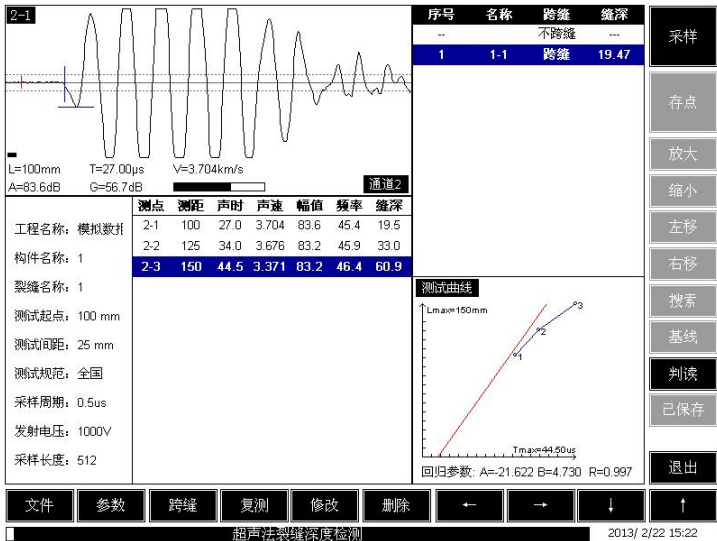 2-1
L=100mm T=27.00μs V=3.704km/s
A=83.6dB G=56.7dB 通道2
序号 名称 跨缝 缝深
-- 不跨缝 ---
1 1-1 跨缝 19.47
工程名称: 模拟数据
构件名称: 1
裂缝名称: 1
测试起点: 100 mm
测试间距: 25 mm
测试规范: 全国
采样周期: 0.5us
发射电压: 1000V
采样长度: 512
测点 测距 声时 声速 幅值 频率 缝深
2-1 100 27.0 3.704 83.6 45.4 19.5
2-2 125 34.0 3.676 83.2 45.9 33.0
2-3 150 44.5 3.371 83.2 46.4 60.9
测试曲线
Lmax=150mm
3
2
1
Tmax=44.50us
回归参数: A=-21.622 B=4.730 R=0.997
采样
存点
放大
缩小
左移
右移
搜索
基线
判读
已保存
退出
文件 参数 跨缝 复测 修改 删除 ← → ↓ ↑
超声法裂缝深度检测 2013/ 2/22 15:22